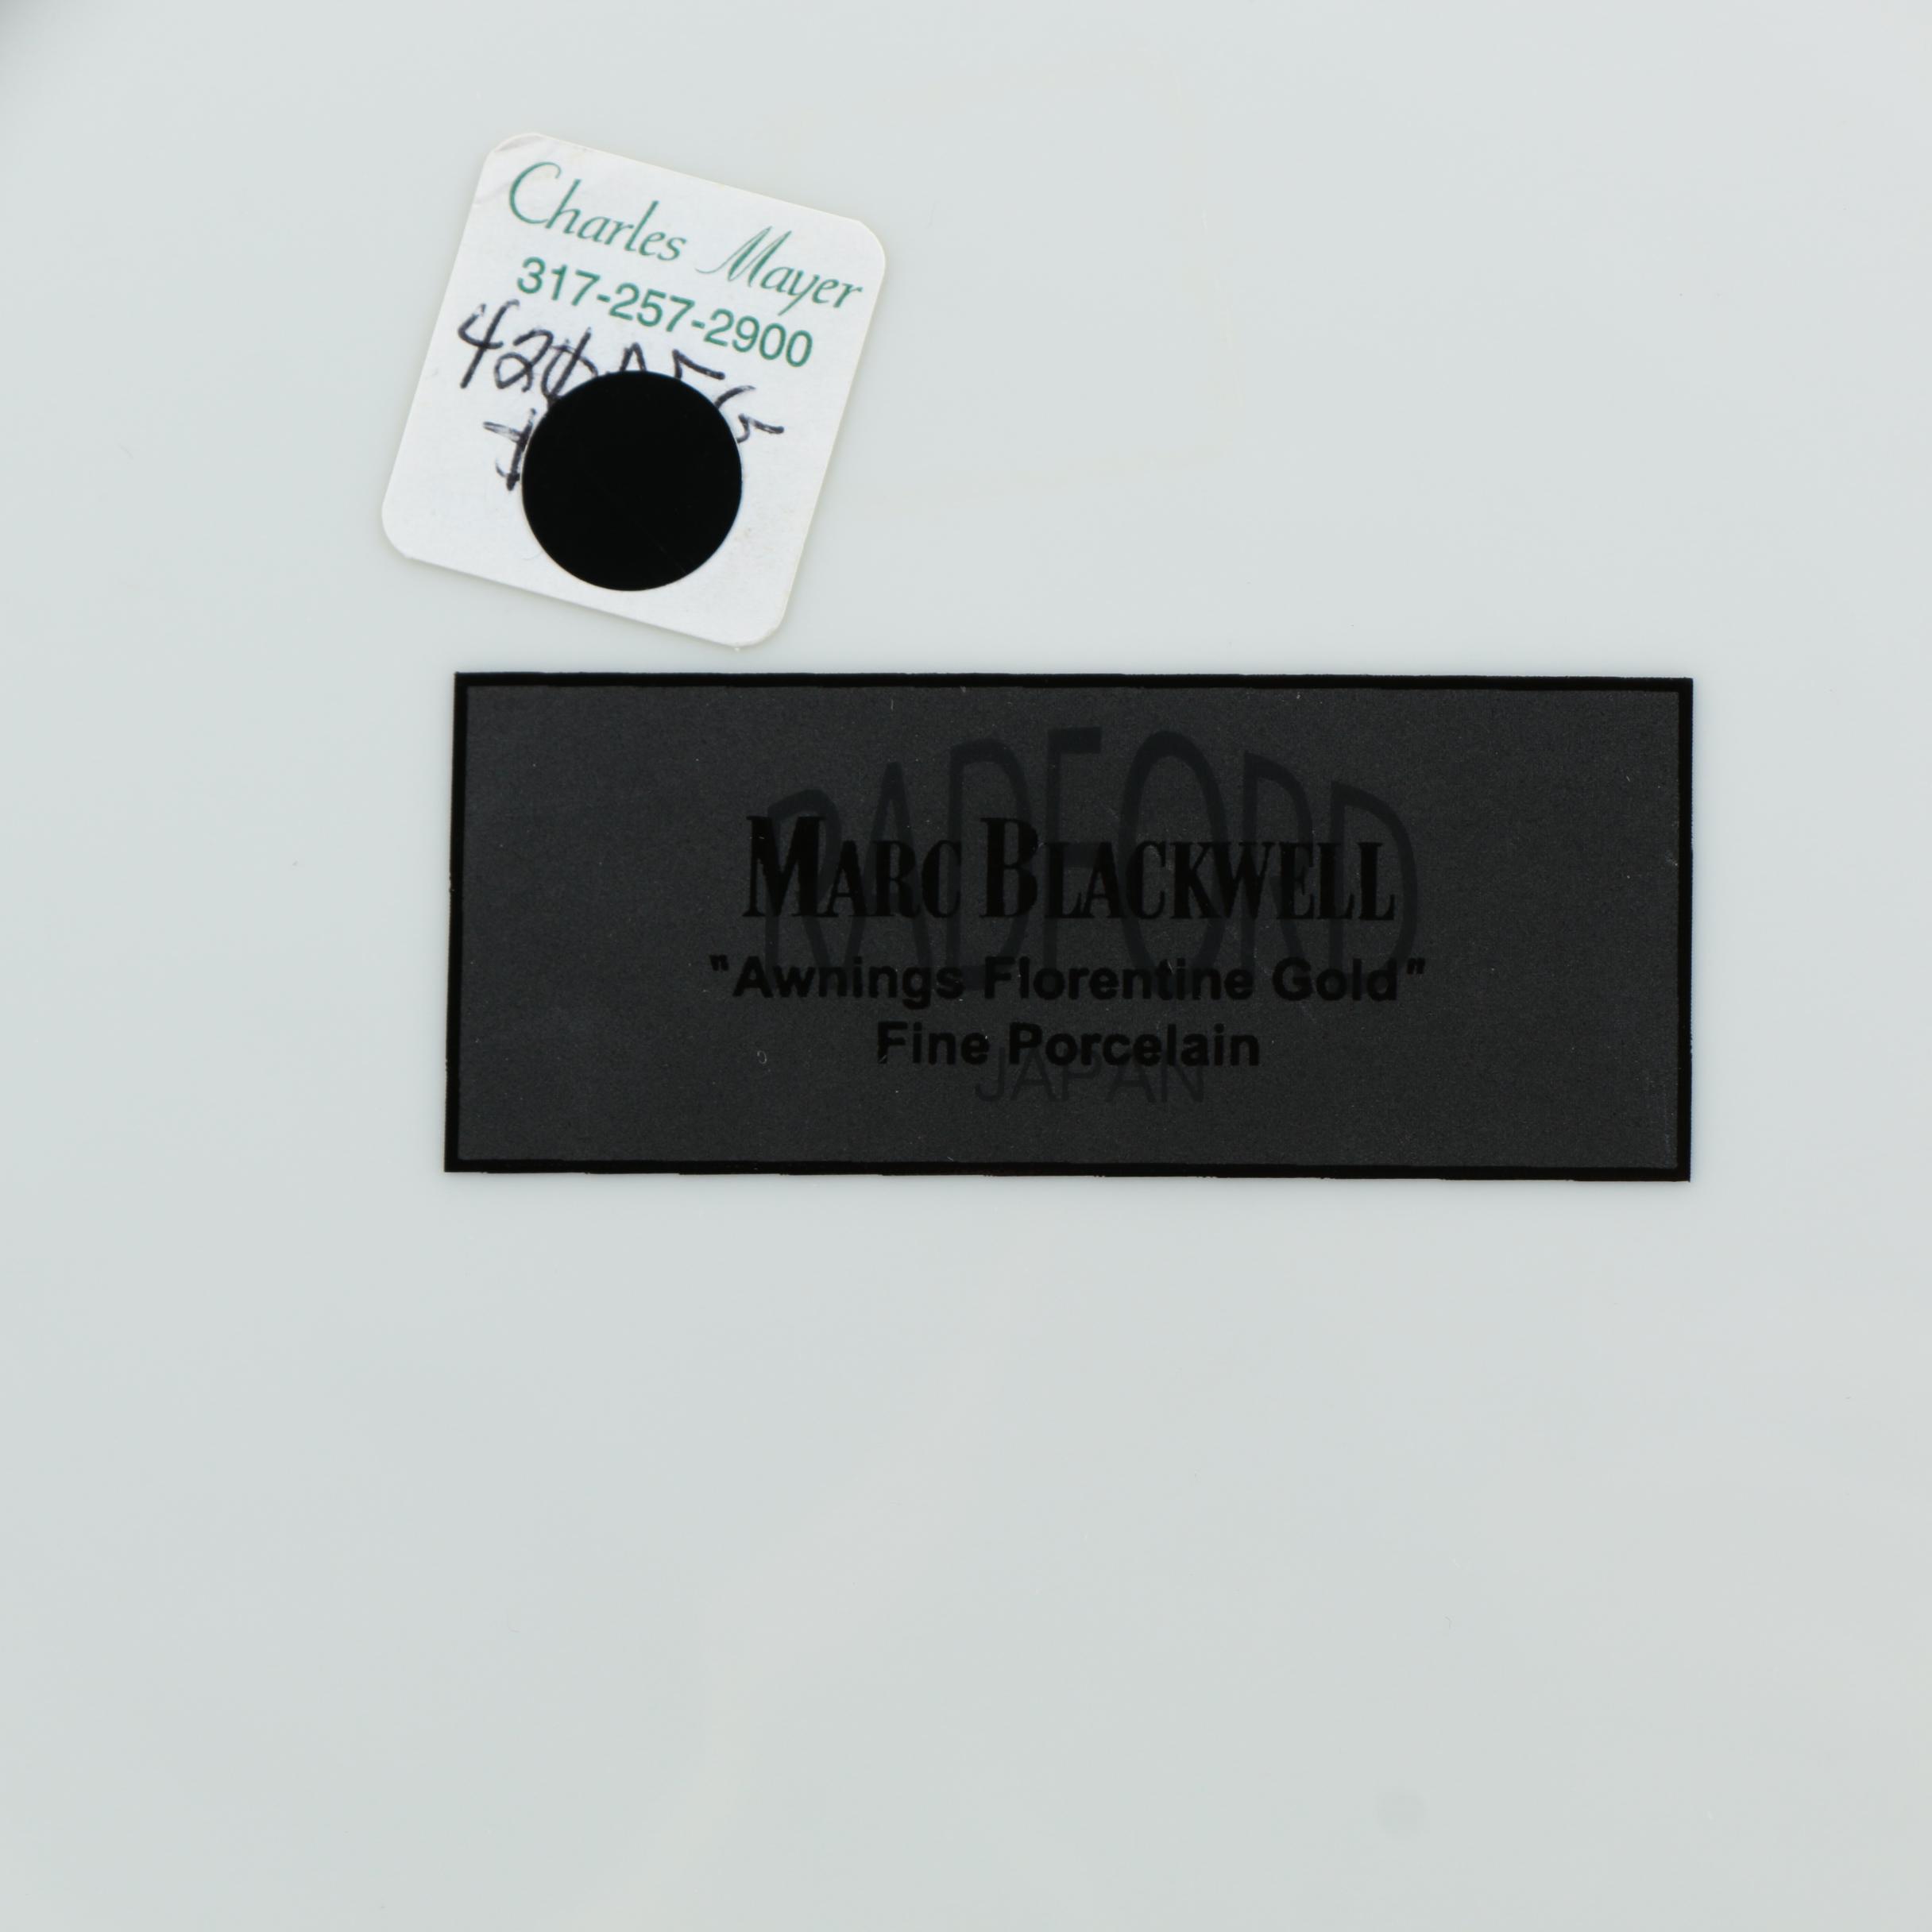 Charles Mayer
317-257-2900
RADFORD
MARC BLACKWELL
"Awnings Florentine Gold"
Fine Porcelain
JAPAN